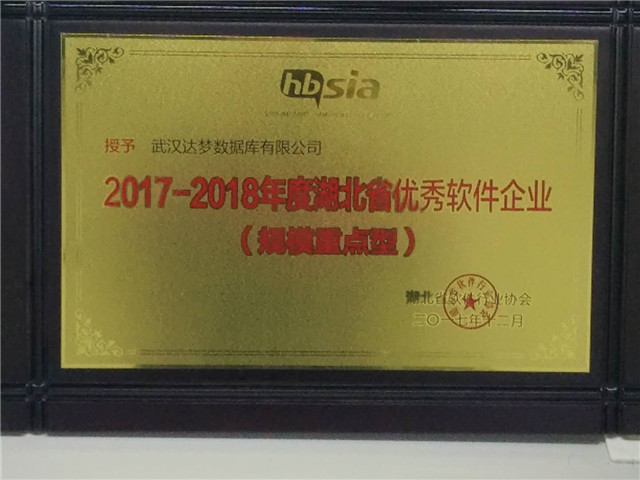 hbsia
授予 武汉达梦数据库有限公司
2017-2018年度湖北省优秀软件企业
（规模重点型）
湖北省软件行业协会
二〇一七年十二月